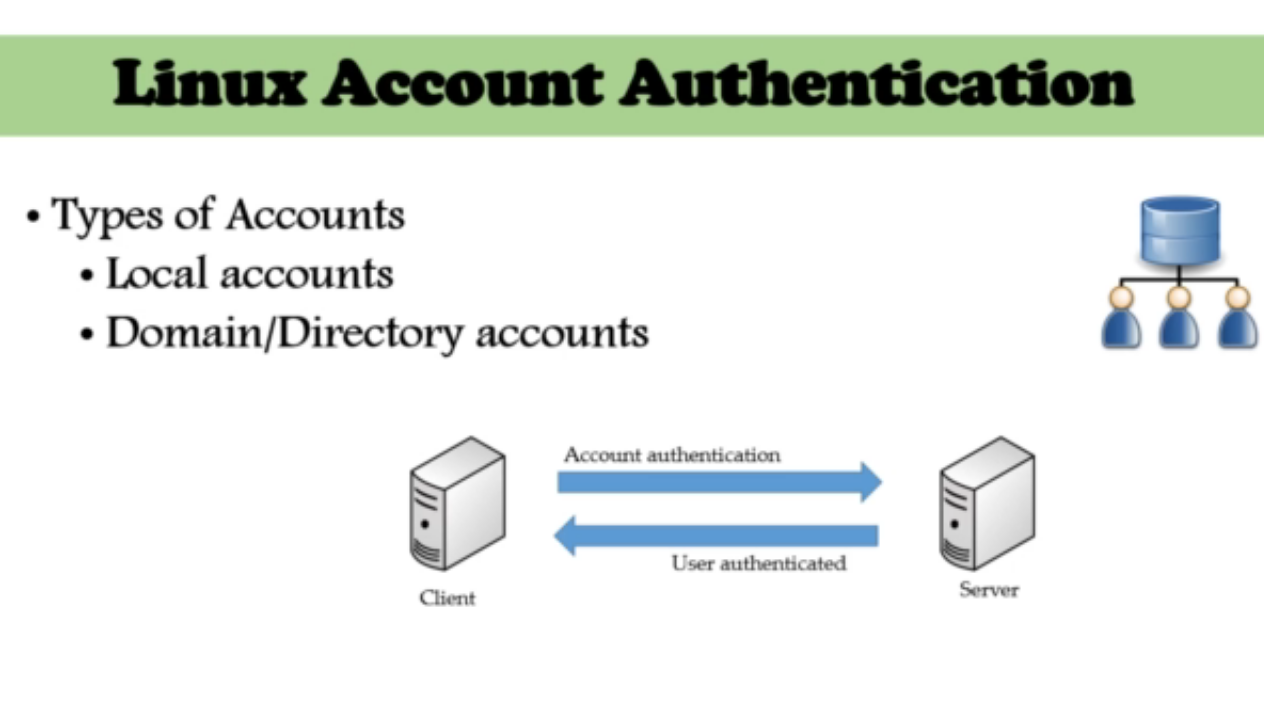 Linux Account Authentication
• Types of Accounts
• Local accounts
• Domain/Directory accounts
Account authentication
User authenticated
Client
Server